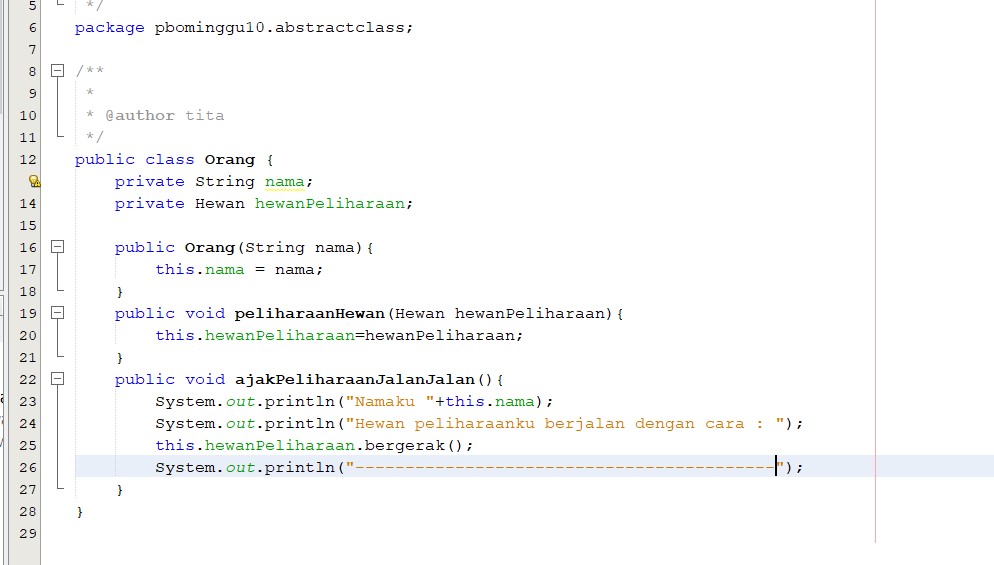 5 */
6 package pbominggu10.abstractclass;
7
8 /**
9 *
10 * @author tita
11 */
12 public class Orang {
private String nama;
14 private Hewan hewanPeliharaan;
15
16 public Orang(String nama){
17 this.nama = nama;
18 }
19 public void peliharaanHewan(Hewan hewanPeliharaan){
20 this.hewanPeliharaan=hewanPeliharaan;
21 }
22 public void ajakPeliharaanJalanJalan(){
23 System.out.println("Namaku "+this.nama);
24 System.out.println("Hewan peliharaanku berjalan dengan cara : ");
25 this.hewanPeliharaan.bergerak();
26 System.out.println("------------------------------------------");
27 }
28 }
29